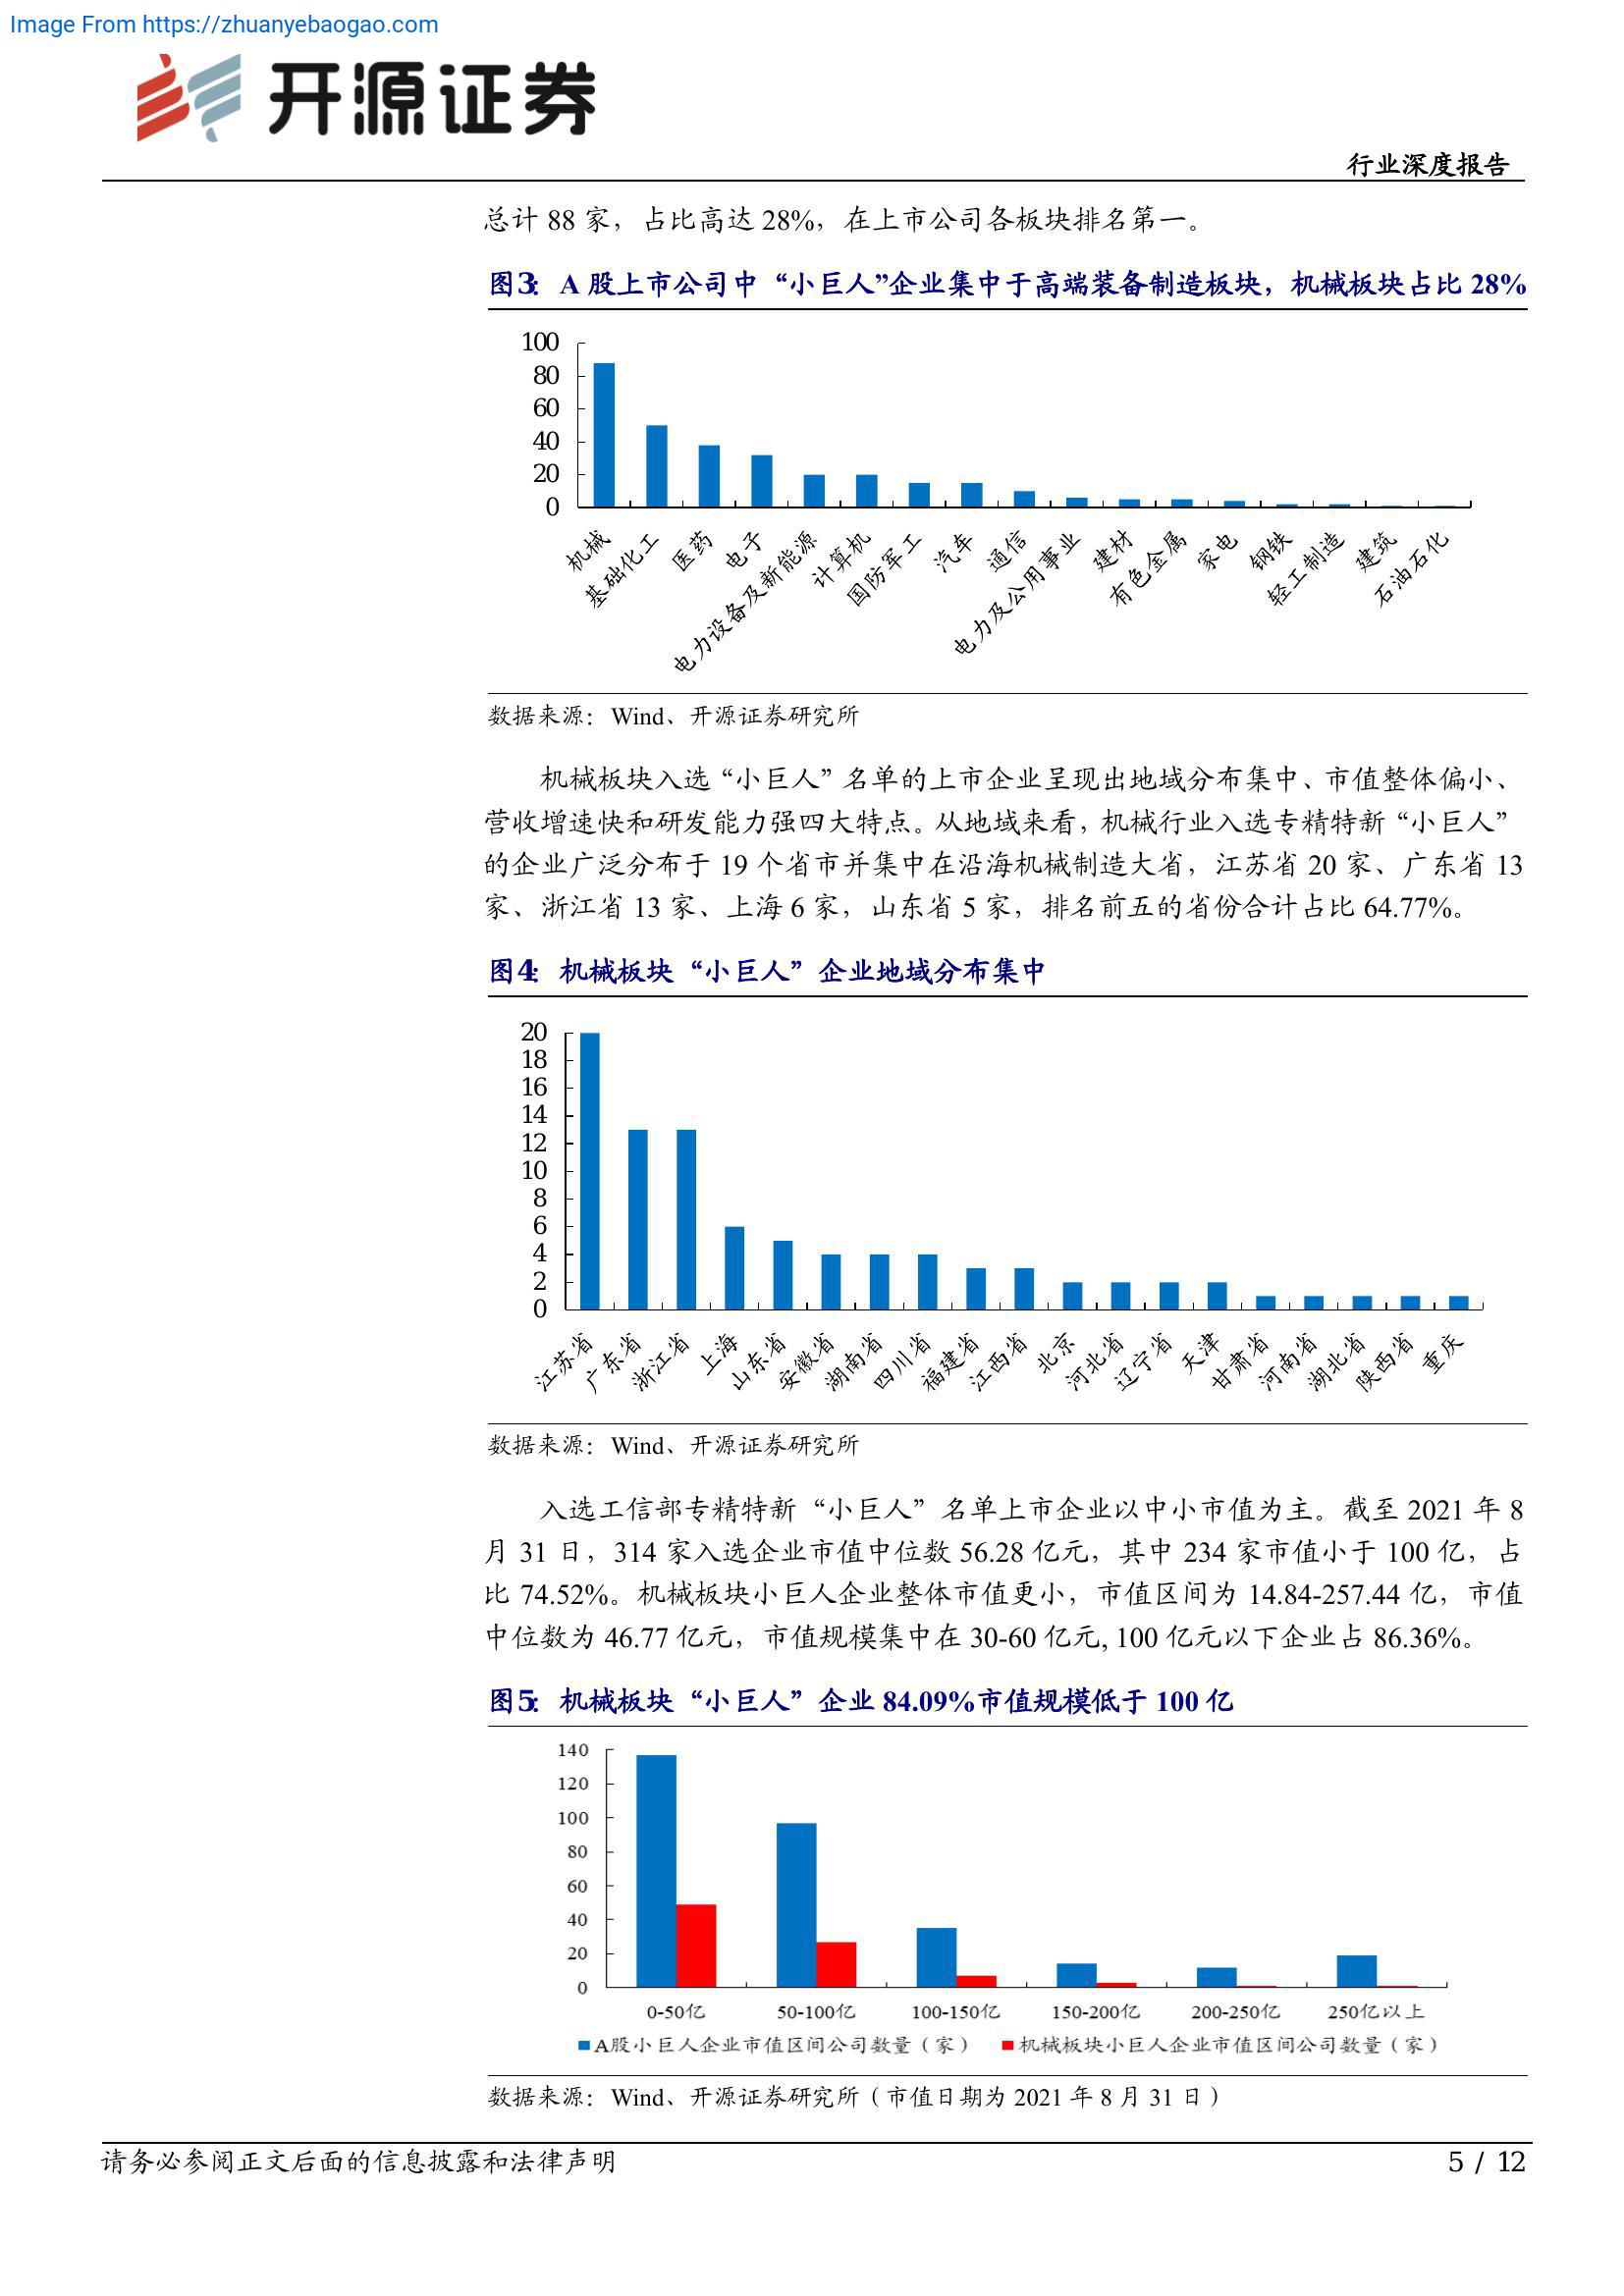 Image From https://zhuanyebaogao.com
开源证券
行业深度报告
总计 88 家，占比高达 28%，在上市公司各板块排名第一。
图3： A 股上市公司中“小巨人”企业集中于高端装备制造板块，机械板块占比 28%
100
80
60
40
20
0
机械
基础化工
医药
电子
电力设备及新能源
计算机
国防军工
汽车
通信
电力及公用事业
建材
有色金属
家电
钢铁
轻工制造
建筑
石油石化
数据来源：Wind、开源证券研究所
机械板块入选“小巨人”名单的上市企业呈现出地域分布集中、市值整体偏小、
营收增速快和研发能力强四大特点。从地域来看，机械行业入选专精特新“小巨人”
的企业广泛分布于 19 个省市并集中在沿海机械制造大省，江苏省 20 家、广东省 13
家、浙江省 13 家、上海 6 家，山东省 5 家，排名前五的省份合计占比 64.77%。
图4： 机械板块“小巨人”企业地域分布集中
20
18
16
14
12
10
8
6
4
2
0
江苏省
广东省
浙江省
上海
山东省
安徽省
湖南省
四川省
福建省
江西省
北京
河北省
辽宁省
天津
甘肃省
河南省
湖北省
陕西省
重庆
数据来源：Wind、开源证券研究所
入选工信部专精特新“小巨人”名单上市企业以中小市值为主。截至 2021 年 8
月 31 日，314 家入选企业市值中位数 56.28 亿元，其中 234 家市值小于 100 亿，占
比 74.52%。机械板块小巨人企业整体市值更小，市值区间为 14.84-257.44 亿，市值
中位数为 46.77 亿元，市值规模集中在 30-60 亿元, 100 亿元以下企业占 86.36%。
图5： 机械板块“小巨人”企业 84.09%市值规模低于 100 亿
140
120
100
80
60
40
20
0
0-50亿 50-100亿 100-150亿 150-200亿 200-250亿 250亿以上
A股小巨人企业市值区间公司数量（家） 机械板块小巨人企业市值区间公司数量（家）
数据来源：Wind、开源证券研究所（市值日期为 2021 年 8 月 31 日）
请务必参阅正文后面的信息披露和法律声明 5 / 12